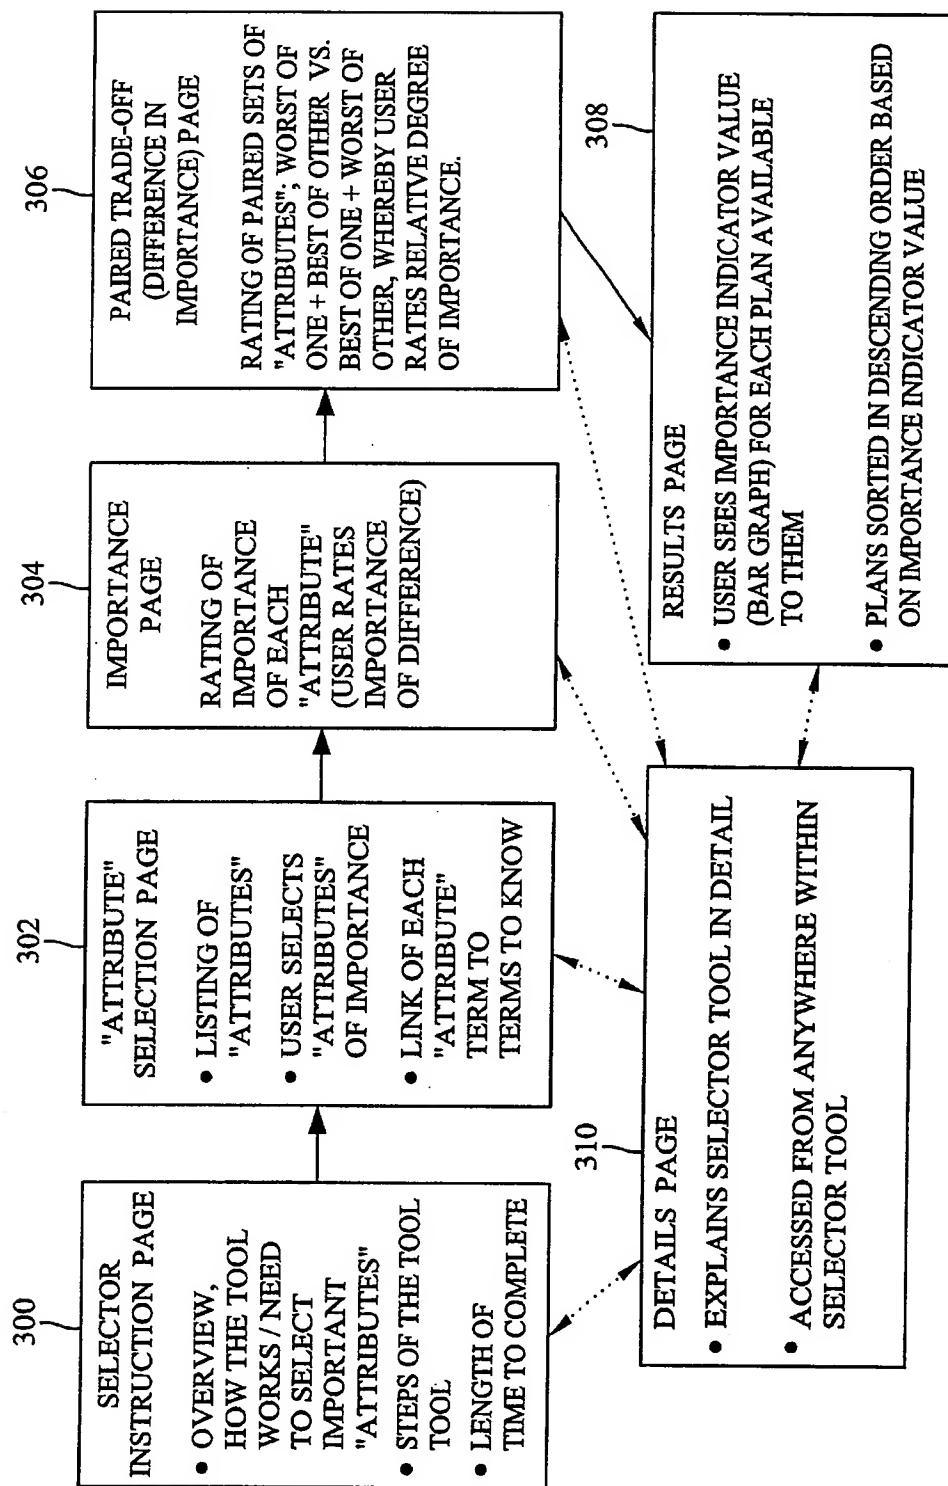 300
SELECTOR
INSTRUCTION PAGE
• OVERVIEW,
HOW THE TOOL
WORKS / NEED
TO SELECT
IMPORTANT
"ATTRIBUTES"
• STEPS OF THE TOOL
TOOL
• LENGTH OF
TIME TO COMPLETE
302
"ATTRIBUTE"
SELECTION PAGE
• LISTING OF
"ATTRIBUTES"
• USER SELECTS
"ATTRIBUTES"
OF IMPORTANCE
• LINK OF EACH
"ATTRIBUTE"
TERM TO
TERMS TO KNOW
304
IMPORTANCE
PAGE
RATING OF
IMPORTANCE
OF EACH
"ATTRIBUTE"
(USER RATES
IMPORTANCE
OF DIFFERENCE)
306
PAIRED TRADE-OFF
(DIFFERENCE IN
IMPORTANCE) PAGE
RATING OF PAIRED SETS OF
"ATTRIBUTES": WORST OF
ONE + BEST OF OTHER VS.
BEST OF ONE + WORST OF
OTHER, WHEREBY USER
RATES RELATIVE DEGREE
OF IMPORTANCE.
310
DETAILS PAGE
• EXPLAINS SELECTOR TOOL IN DETAIL
• ACCESSED FROM ANYWHERE WITHIN
SELECTOR TOOL
308
RESULTS PAGE
• USER SEES IMPORTANCE INDICATOR VALUE
(BAR GRAPH) FOR EACH PLAN AVAILABLE
TO THEM
• PLANS SORTED IN DESCENDING ORDER BASED
ON IMPORTANCE INDICATOR VALUE